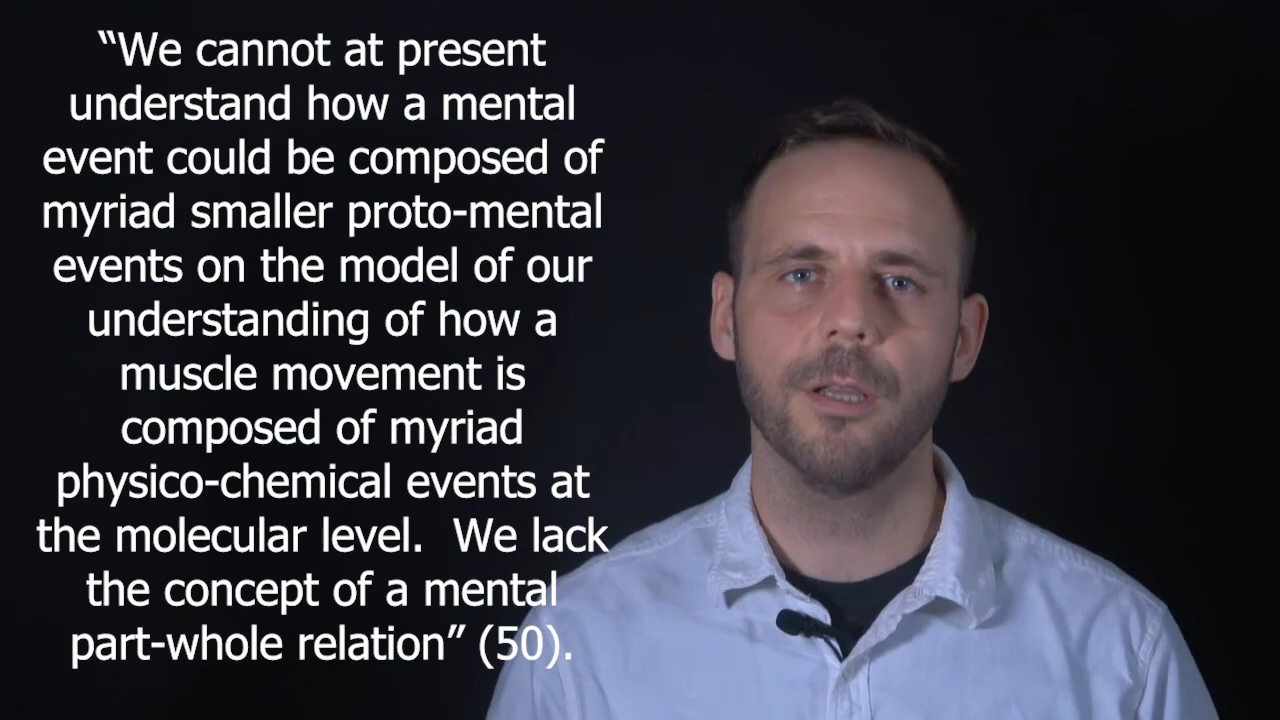 “We cannot at present
understand how a mental
event could be composed of
myriad smaller proto-mental
events on the model of our
understanding of how a
muscle movement is
composed of myriad
physico-chemical events at
the molecular level.  We lack
the concept of a mental
part-whole relation” (50).